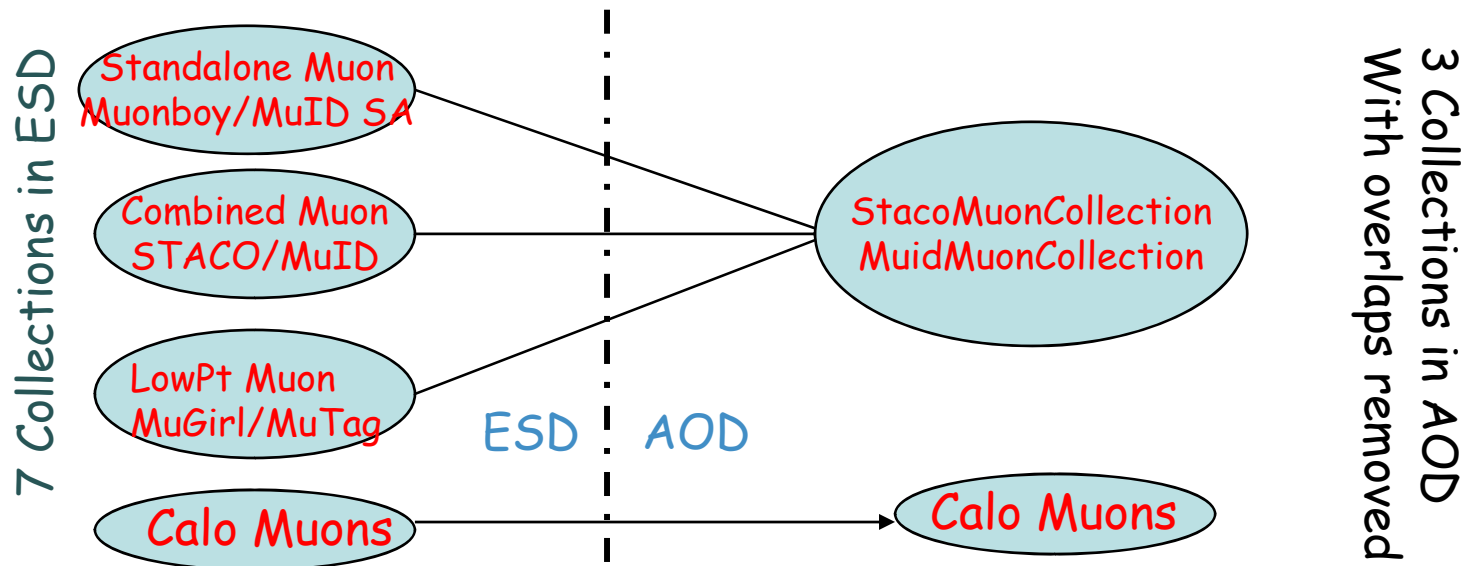 7 Collections in ESD
Standalone Muon
Muonboy/MuID SA
Combined Muon
STACO/MuID
LowPt Muon
MuGirl/MuTag
Calo Muons
ESD
AOD
StacoMuonCollection
MuidMuonCollection
Calo Muons
3 Collections in AOD
With overlaps removed